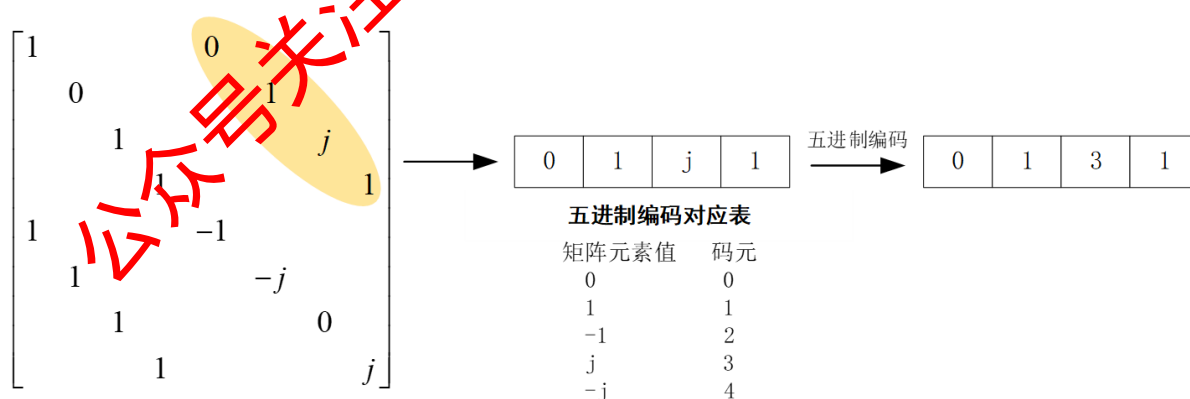 1 0
0 1
1 j
1 1
1 −1
1 −j
1 0
1 j
0 1 j 1
五进制编码
0 1 3 1
五进制编码对应表
矩阵元素值 码元
0 0
1 1
-1 2
j 3
-j 4
公众号关注